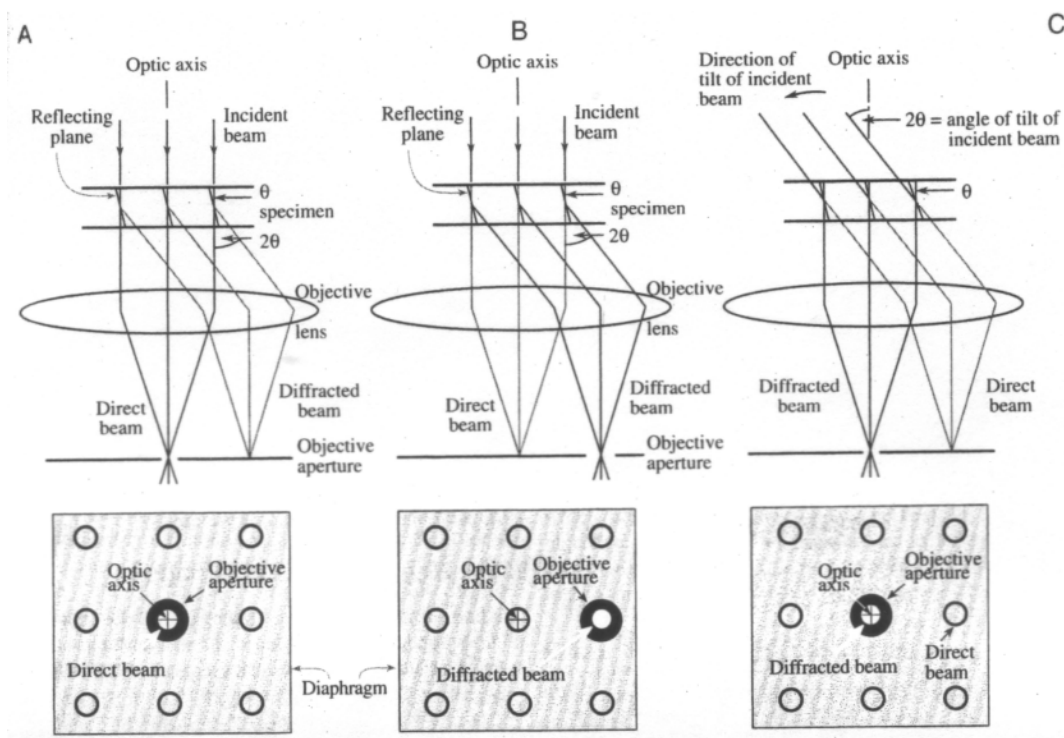 A
Optic axis
Reflecting
plane
Incident
beam
θ
specimen
2θ
Objective
lens
Direct
beam
Diffracted
beam
Objective
aperture
Optic
axis
Objective
aperture
Direct beam
Diaphragm
B
Optic axis
Reflecting
plane
Incident
beam
θ
specimen
2θ
Objective
lens
Direct
beam
Diffracted
beam
Objective
aperture
Optic
axis
Objective
aperture
Diffracted beam
C
Direction of
tilt of incident
beam
Optic axis
2θ = angle of tilt of
incident beam
θ
Diffracted
beam
Direct
beam
Optic
axis
Objective
aperture
Diffracted beam
Direct
beam